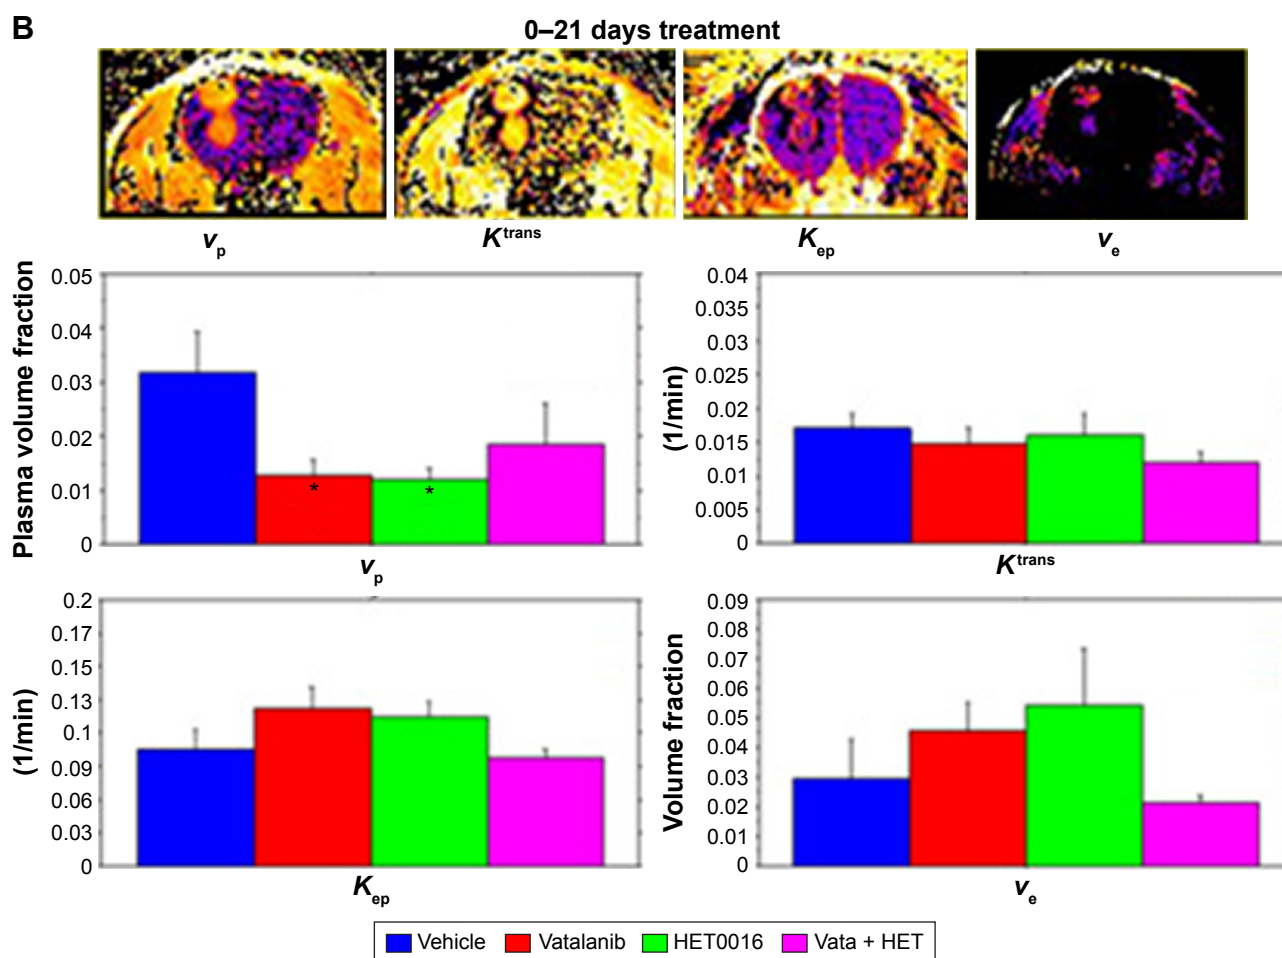 B
0–21 days treatment
vp
Ktrans
Kep
ve
Plasma volume fraction
0.05
0.04
0.03
0.02
0.01
0
*
*
vp
(1/min)
0.04
0.035
0.03
0.025
0.02
0.015
0.01
0.005
0
Ktrans
(1/min)
0.2
0.17
0.15
0.13
0.1
0.09
0.06
0.03
0
Kep
Volume fraction
0.09
0.08
0.07
0.06
0.05
0.04
0.03
0.02
0.01
0
ve
Vehicle Vatalanib HET0016 Vata + HET